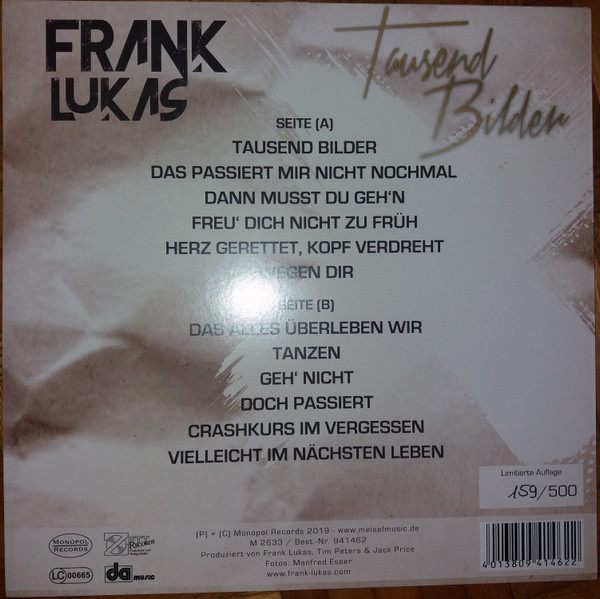 FRANK
LUKAS
Tausend
Bilder
SEITE (A)
TAUSEND BILDER
DAS PASSIERT MIR NICHT NOCHMAL
DANN MUSST DU GEH'N
FREU' DICH NICHT ZU FRÜH
HERZ GERETTET, KOPF VERDREHT
WEGEN DIR
SEITE (B)
DAS ALLES ÜBERLEBEN WIR
TANZEN
GEH' NICHT
DOCH PASSIERT
CRASHKURS IM VERGESSEN
VIELLEICHT IM NÄCHSTEN LEBEN
Limitierte Auflage
159/500
(P) + (C) Monopol Records 2019 · www.meiselmusic.de
M 2633 / Best.-Nr. 941462
Produziert von Frank Lukas, Tim Peters & Jack Price
Fotos: Manfred Esser
www.frank-lukas.com
MONOPOL
RECORDS
LC 00665
da music
4 013809 414622